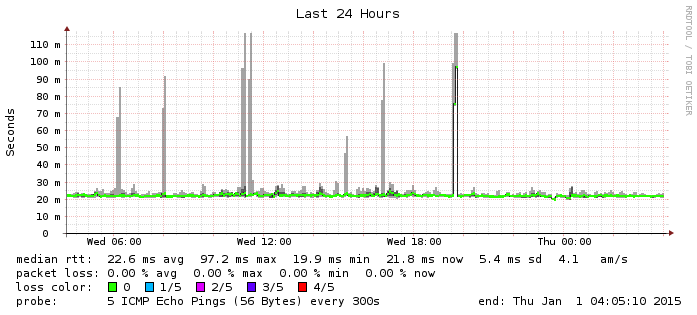 Last 24 Hours
RRDTOOL / TOBI OETIKER
Seconds
110 m
100 m
90 m
80 m
70 m
60 m
50 m
40 m
30 m
20 m
10 m
0
Wed 06:00 Wed 12:00 Wed 18:00 Thu 00:00
median rtt: 22.6 ms avg 97.2 ms max 19.9 ms min 21.8 ms now 5.4 ms sd 4.1 am/s
packet loss: 0.00 % avg 0.00 % max 0.00 % min 0.00 % now
loss color: 0 1/5 2/5 3/5 4/5
probe: 5 ICMP Echo Pings (56 Bytes) every 300s end: Thu Jan 1 04:05:10 2015